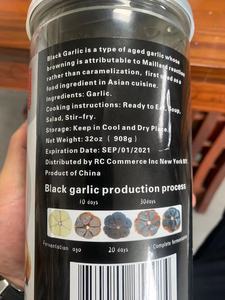 Black Garlic is a type of aged garlic whose
browning is attributable to Maillard reaction
rather than caramelization, first used as a
food ingredient in Asian cuisine.
Ingredients: Garlic.
Cooking instructions: Ready to Eat, Soup,
Salad, Stir-fry.
Storage: Keep in Cool and Dry Place.
Net Weight: 32oz ( 908g )
Expiration Date: SEP/01/2021
Distributed by RC Commerce Inc New York
Product of China
Black garlic production process
10 days 30days
Fermentation ago 20 days Complete fermentation